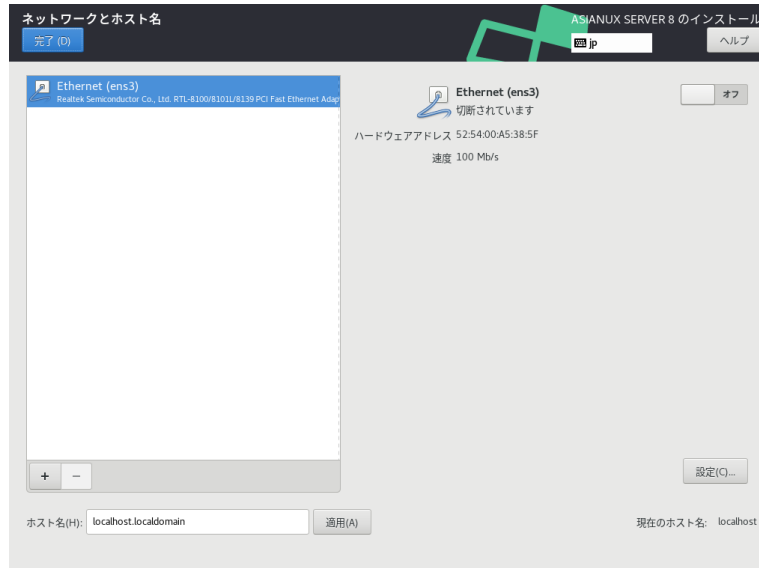 ネットワークとホスト名
ASIANUX SERVER 8 のインストール
完了 (D)
jp
ヘルプ
Ethernet (ens3)
Realtek Semiconductor Co., Ltd. RTL-8100/8101L/8139 PCI Fast Ethernet Adap
Ethernet (ens3)
切断されています
オフ
ハードウェアアドレス 52:54:00:A5:38:5F
速度 100 Mb/s
+ −
設定(C)...
ホスト名(H): localhost.localdomain 適用(A)
現在のホスト名: localhost